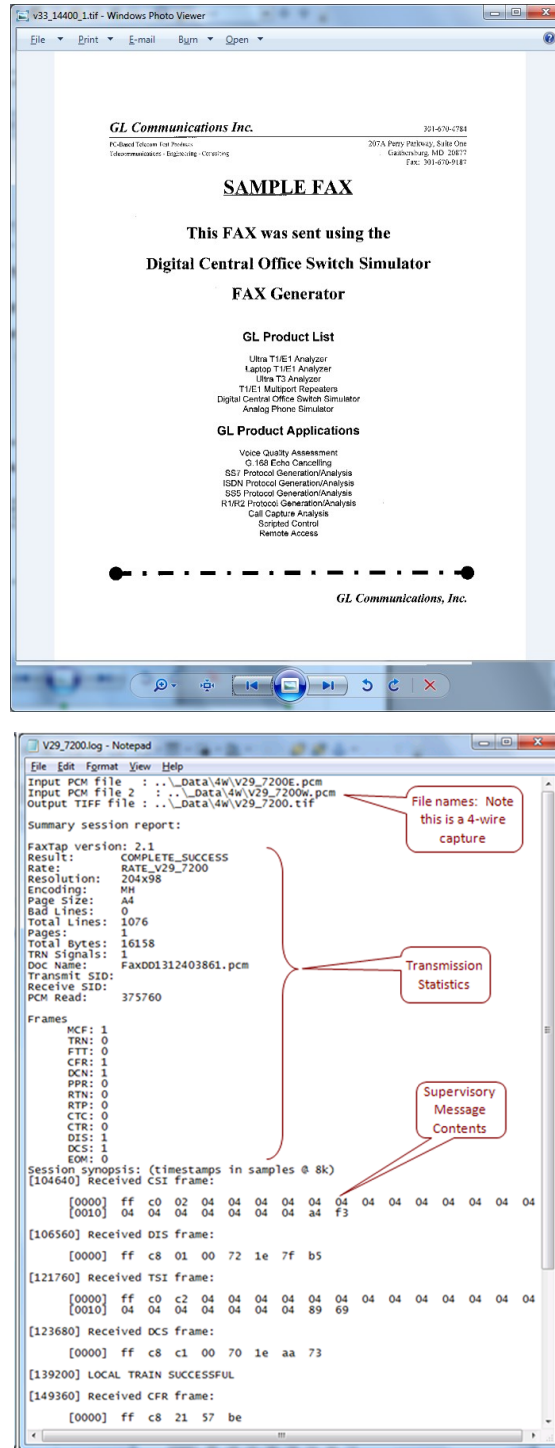 v33_14400_1.tif - Windows Photo Viewer
File Print E-mail Burn Open
GL Communications Inc. 301-670-4784
PC-Based Telecom Test Products 207A Perry Parkway, Suite One
Telecommunications - Engineering - Consulting Gaithersburg, MD 20877
Fax: 301-670-9187
SAMPLE FAX
This FAX was sent using the
Digital Central Office Switch Simulator
FAX Generator
GL Product List
Ultra T1/E1 Analyzer
Laptop T1/E1 Analyzer
Ultra T3 Analyzer
T1/E1 Multiport Repeaters
Digital Central Office Switch Simulator
Analog Phone Simulator
GL Product Applications
Voice Quality Assessment
G.168 Echo Cancelling
SS7 Protocol Generation/Analysis
ISDN Protocol Generation/Analysis
SS5 Protocol Generation/Analysis
R1/R2 Protocol Generation/Analysis
Call Capture Analysis
Scripted Control
Remote Access
GL Communications, Inc.
V29_7200.log - Notepad
File Edit Format View Help
Input PCM file : ..\_Data\4W\V29_7200E.pcm
Input PCM file 2 : ..\_Data\4W\V29_7200W.pcm
Output TIFF file : ..\_Data\4W\V29_7200.tif
File names: Note
this is a 4-wire
capture
Summary session report:
FaxTap version: 2.1
Result: COMPLETE_SUCCESS
Rate: RATE_V29_7200
Resolution: 204x98
Encoding: MH
Page Size: A4
Bad Lines: 0
Total Lines: 1076
Pages: 1
Total Bytes: 16158
TRN Signals: 1
Doc Name: FaxDD1312403861.pcm
Transmit SID:
Receive SID:
PCM Read: 375760
Transmission
Statistics
Frames
MCF: 1
TRN: 0
FTT: 0
CFR: 1
DCN: 1
PPR: 0
RTN: 0
RTP: 0
CTC: 0
CTR: 0
DIS: 1
DCS: 1
EOM: 0
Supervisory
Message
Contents
Session synopsis: (timestamps in samples @ 8k)
[104640] Received CSI frame:
[0000] ff c0 02 04 04 04 04 04 04 04 04 04 04 04 04 04
[0010] 04 04 04 04 04 04 a4 f3
[106560] Received DIS frame:
[0000] ff c8 01 00 72 1e 7f b5
[121760] Received TSI frame:
[0000] ff c0 c2 04 04 04 04 04 04 04 04 04 04 04 04 04
[0010] 04 04 04 04 04 04 89 69
[123680] Received DCS frame:
[0000] ff c8 c1 00 70 1e aa 73
[139200] LOCAL TRAIN SUCCESSFUL
[149360] Received CFR frame:
[0000] ff c8 21 57 be